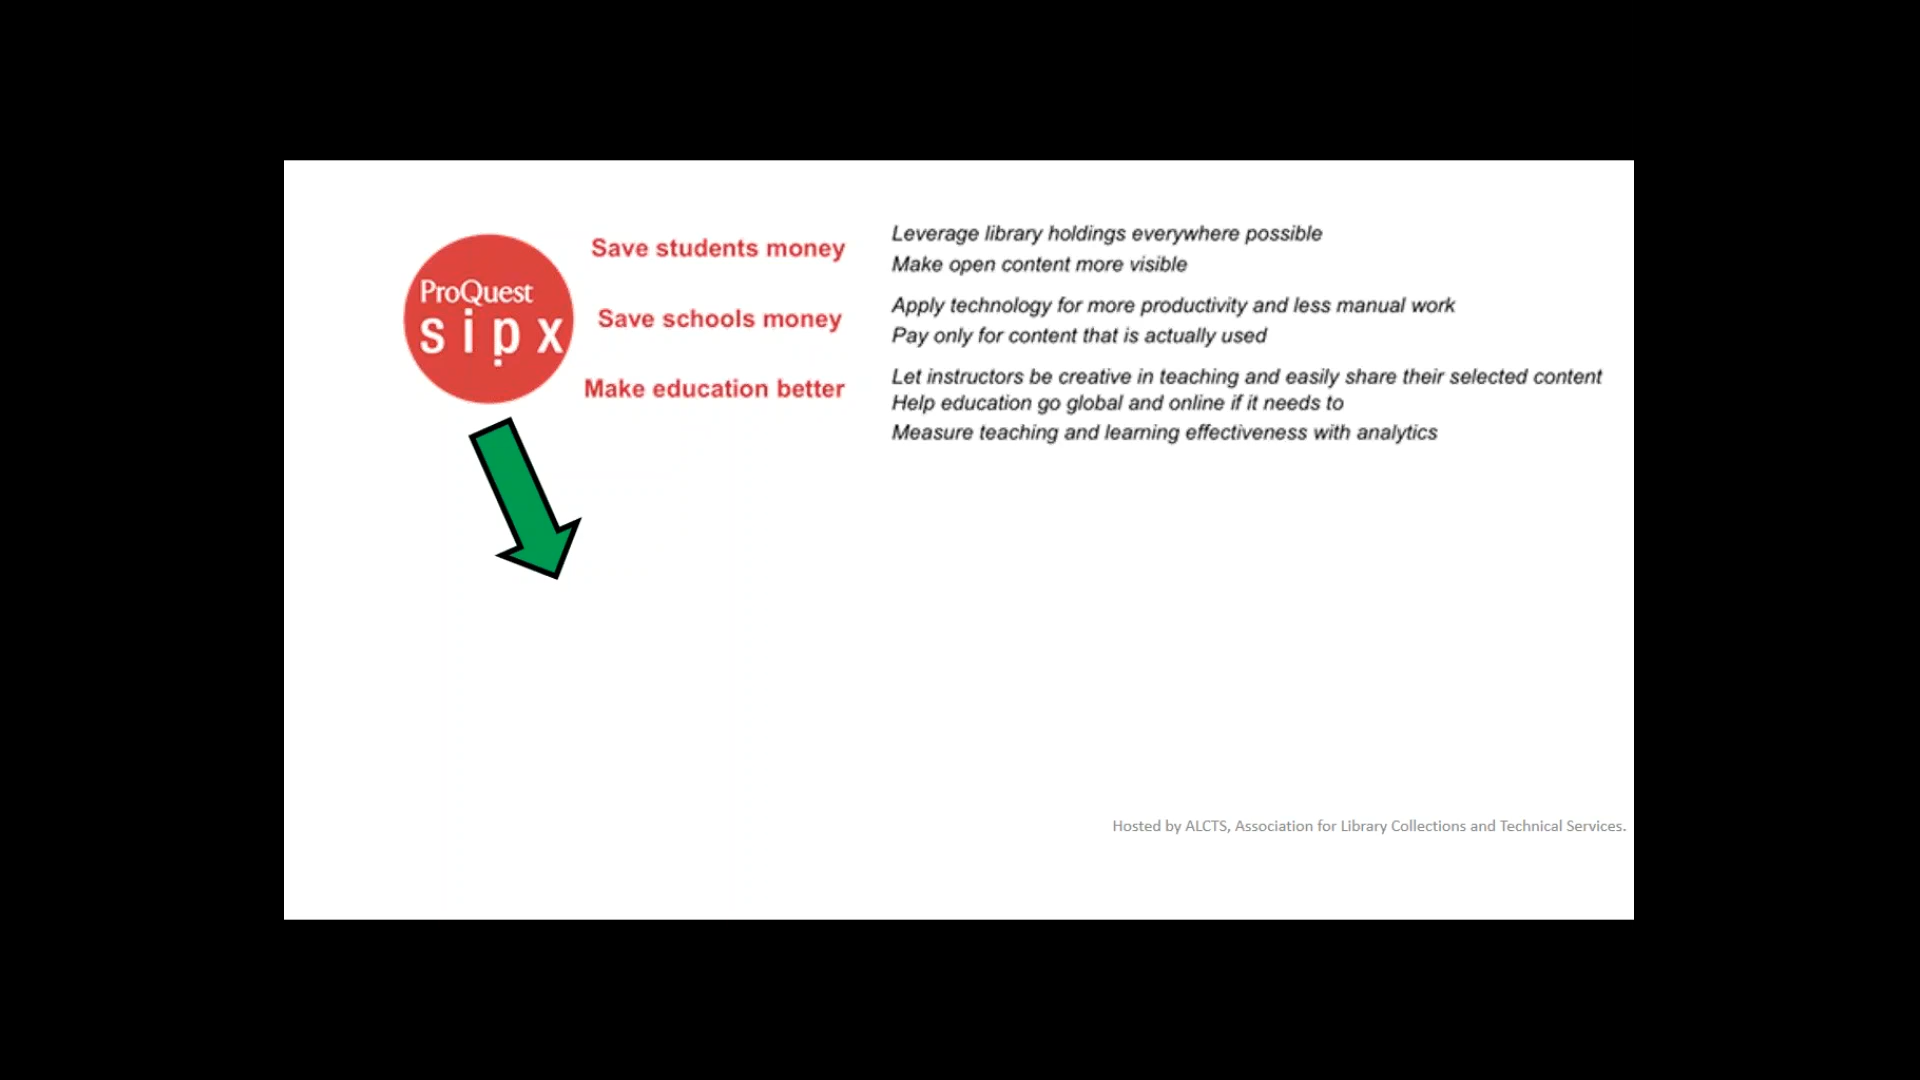 ProQuest
sipx
Save students money
Leverage library holdings everywhere possible
Make open content more visible
Save schools money
Apply technology for more productivity and less manual work
Pay only for content that is actually used
Make education better
Let instructors be creative in teaching and easily share their selected content
Help education go global and online if it needs to
Measure teaching and learning effectiveness with analytics
Hosted by ALCTS, Association for Library Collections and Technical Services.